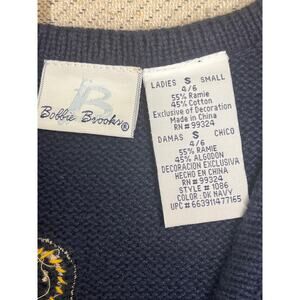 B
Bobbie Brooks®
LADIES S SMALL
4/6
55% Ramie
45% Cotton
Exclusive of Decoration
Made in China
RN# 99324
DAMAS S CHICO
4/6
55% RAMIE
45% ALGODON
DECORACION EXCLUSIVA
HECHO EN CHINA
RN# 99324
STYLE # 1086
COLOR: DK NAVY
UPC# 663911477165